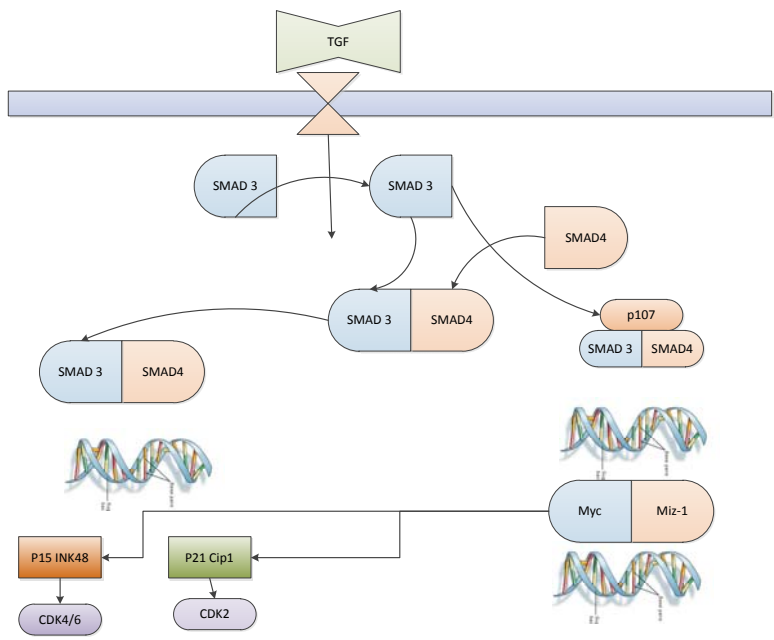 TGF
SMAD 3
SMAD 3
SMAD4
SMAD 3
SMAD4
p107
SMAD 3
SMAD4
SMAD 3
SMAD4
Myc
Miz-1
P15 INK48
P21 Cip1
CDK4/6
CDK2